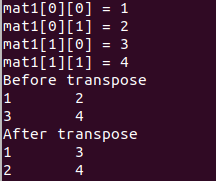 mat1[0][0] = 1
mat1[0][1] = 2
mat1[1][0] = 3
mat1[1][1] = 4
Before transpose
1 2
3 4
After transpose
1 3
2 4